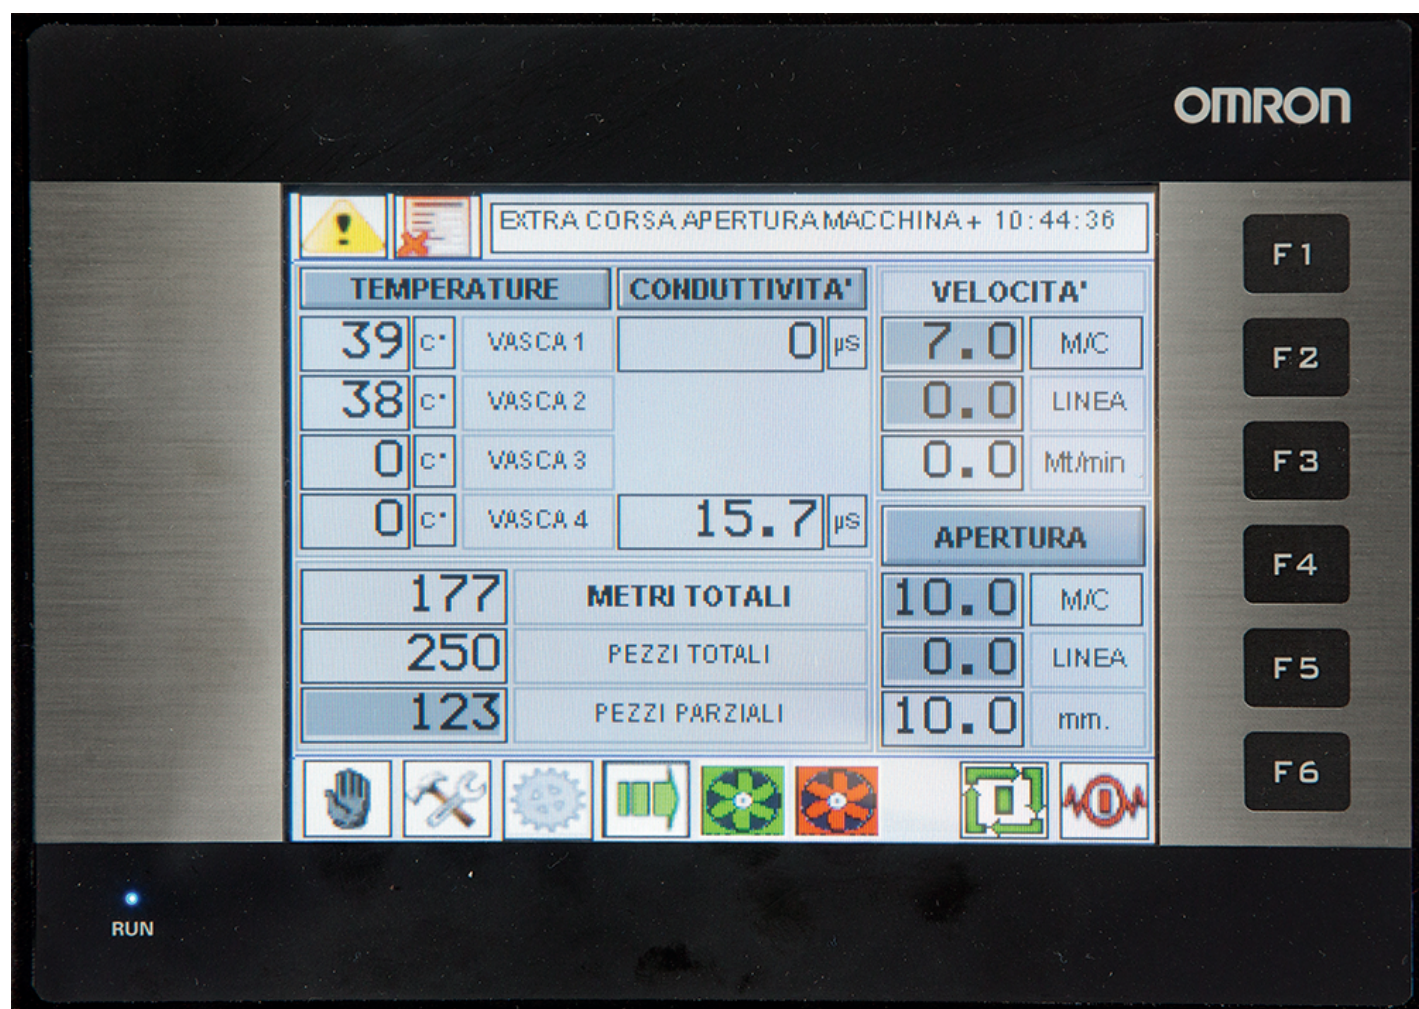 OMRON
EXTRA CORSA APERTURA MACCHINA + 10:44:36
TEMPERATURE CONDUTTIVITA' VELOCITA'
39 C° VASCA 1 0 µS 7.0 M/C
38 C° VASCA 2 0.0 LINEA
0 C° VASCA 3 0.0 Mt/min
0 C° VASCA 4 15.7 µS APERTURA
177 METRI TOTALI 10.0 M/C
250 PEZZI TOTALI 0.0 LINEA
123 PEZZI PARZIALI 10.0 mm.
F1
F2
F3
F4
F5
F6
RUN